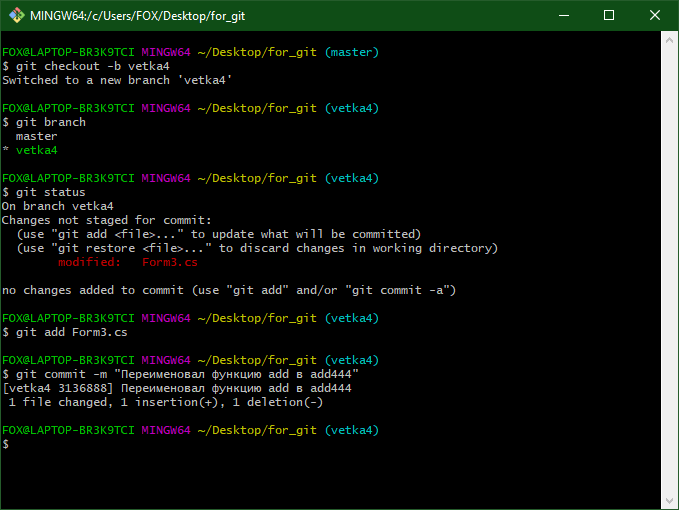 MINGW64:/c/Users/FOX/Desktop/for_git
FOX@LAPTOP-BR3K9TCI MINGW64 ~/Desktop/for_git (master)
$ git checkout -b vetka4
Switched to a new branch 'vetka4'
FOX@LAPTOP-BR3K9TCI MINGW64 ~/Desktop/for_git (vetka4)
$ git branch
  master
* vetka4
FOX@LAPTOP-BR3K9TCI MINGW64 ~/Desktop/for_git (vetka4)
$ git status
On branch vetka4
Changes not staged for commit:
  (use "git add <file>..." to update what will be committed)
  (use "git restore <file>..." to discard changes in working directory)
        modified:   Form3.cs
no changes added to commit (use "git add" and/or "git commit -a")
FOX@LAPTOP-BR3K9TCI MINGW64 ~/Desktop/for_git (vetka4)
$ git add Form3.cs
FOX@LAPTOP-BR3K9TCI MINGW64 ~/Desktop/for_git (vetka4)
$ git commit -m "Переименовал функцию add в add444"
[vetka4 3136888] Переименовал функцию add в add444
 1 file changed, 1 insertion(+), 1 deletion(-)
FOX@LAPTOP-BR3K9TCI MINGW64 ~/Desktop/for_git (vetka4)
$